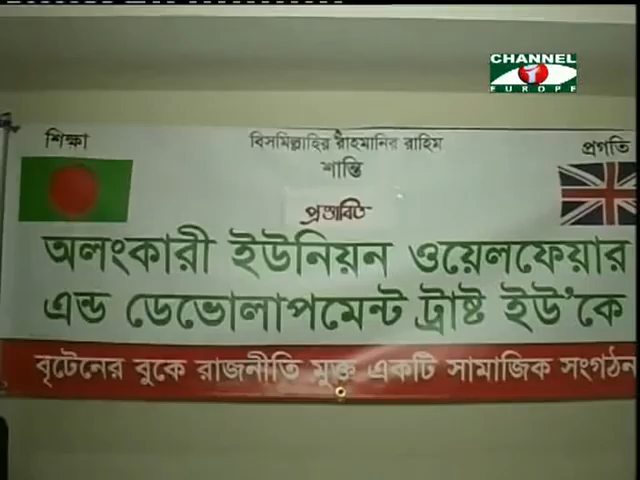 CHANNEL
i
EUROPE
শিক্ষা
বিসমিল্লাহির রাহমানির রাহিম
প্রগতি
শান্তি
প্রস্তাবিত
অলংকারী ইউনিয়ন ওয়েলফেয়ার
এন্ড ডেভোলাপমেন্ট ট্রাষ্ট ইউ'কে
বৃটেনের বুকে রাজনীতি মুক্ত একটি সামাজিক সংগঠন